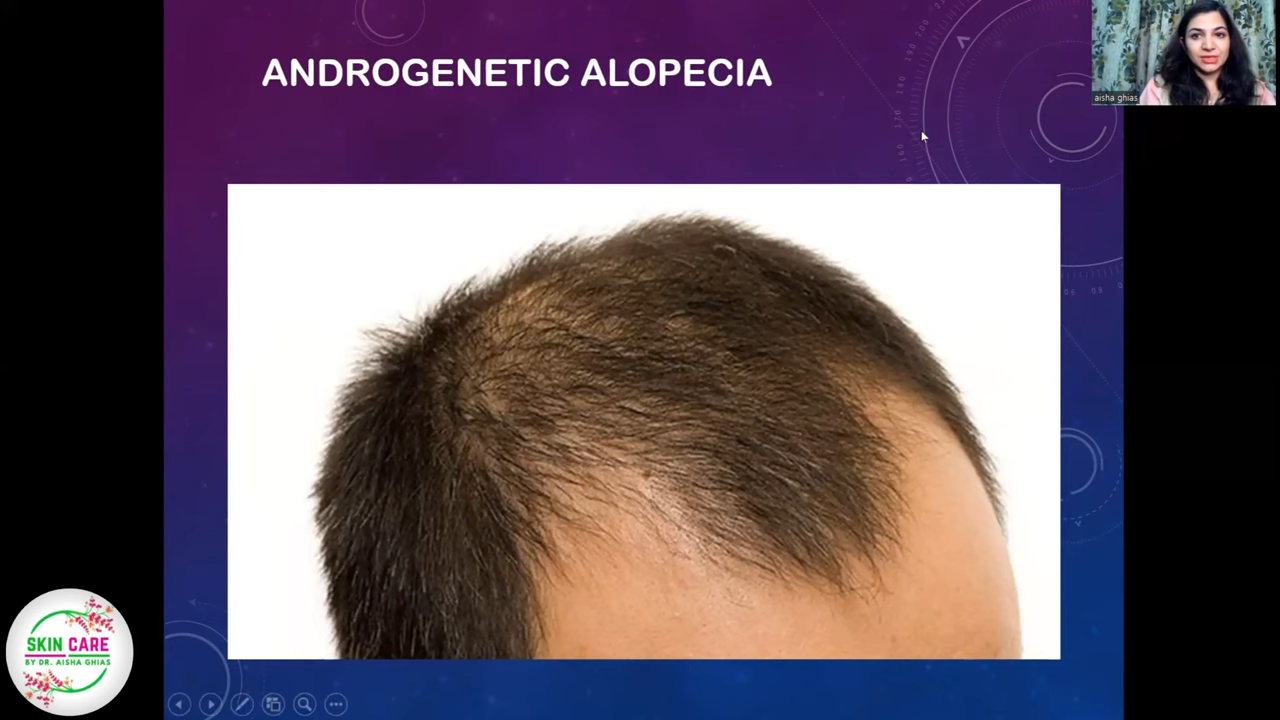 ANDROGENETIC ALOPECIA
aisha ghias
SKIN CARE
BY DR. AISHA GHIAS